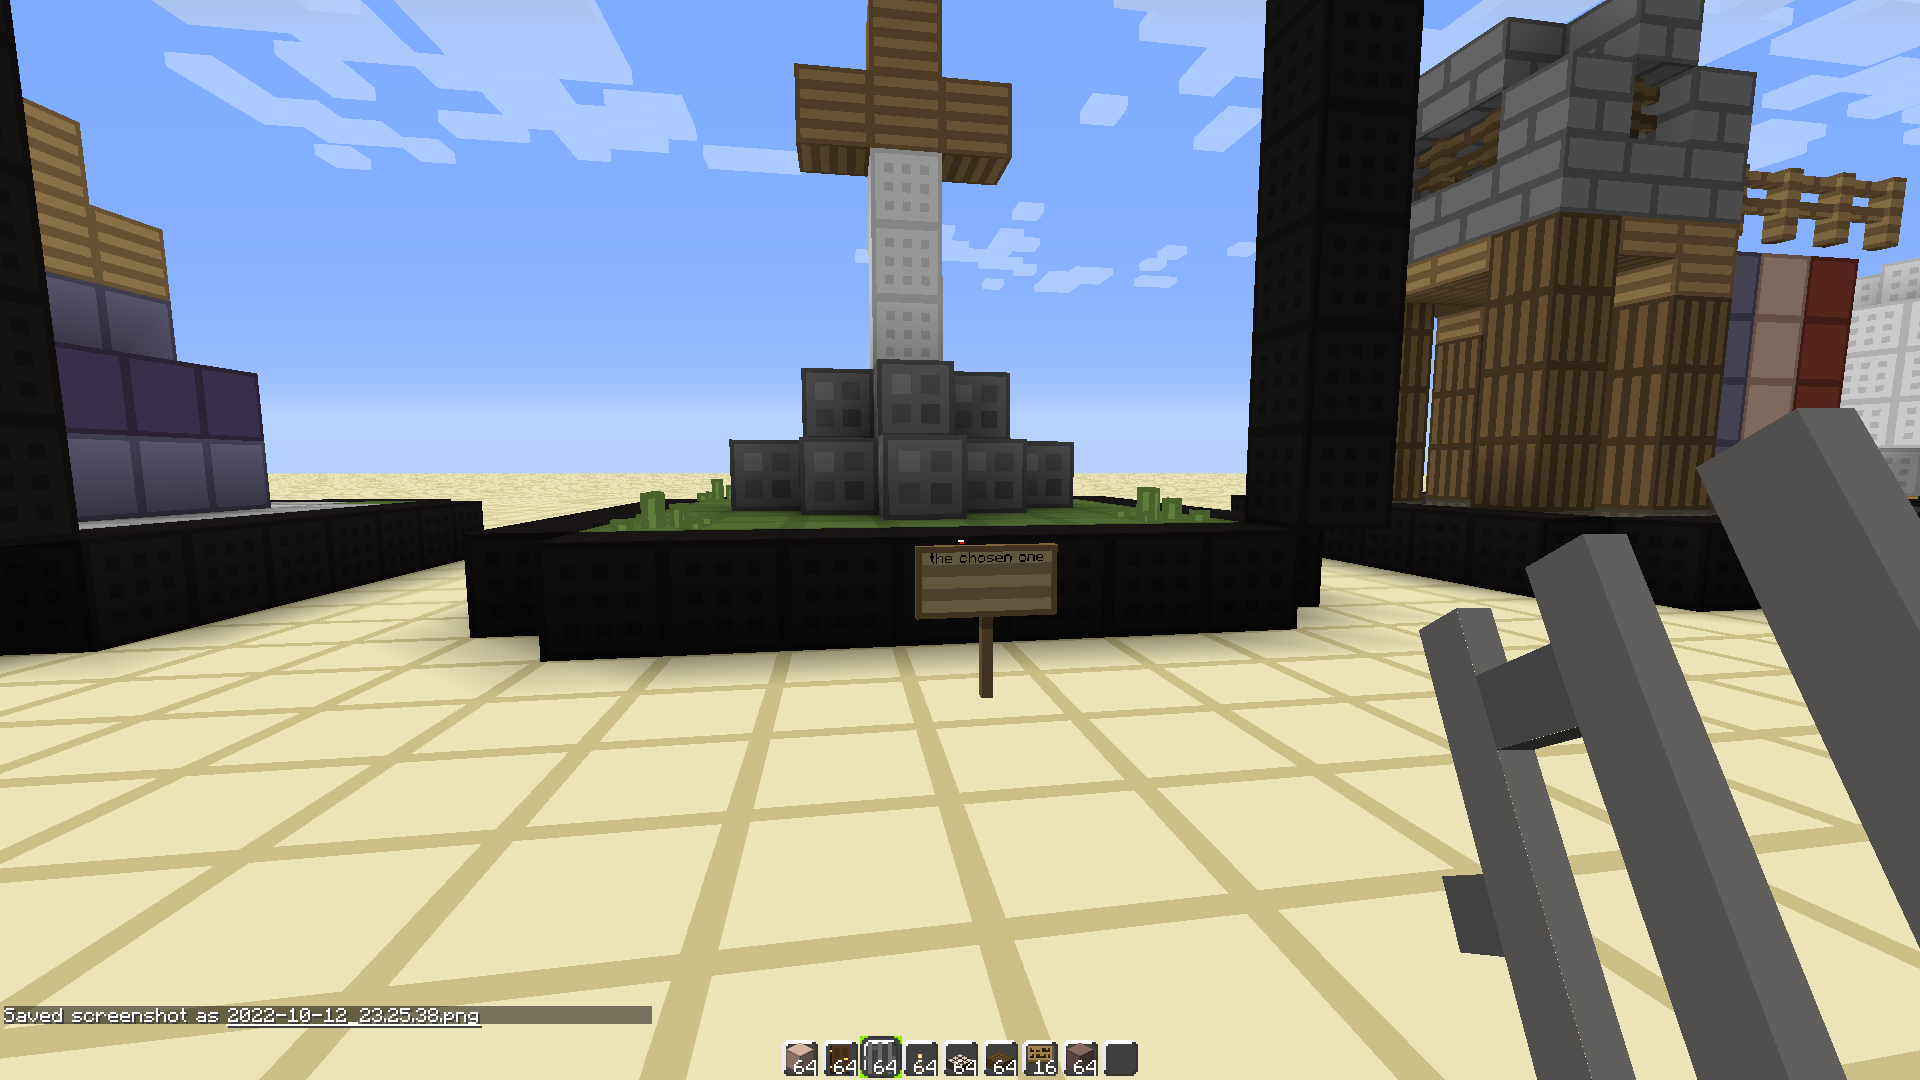 the chosen one
Saved screenshot as 2022-10-12_23.25.38.png
64 64 64 64 64 64 16 64